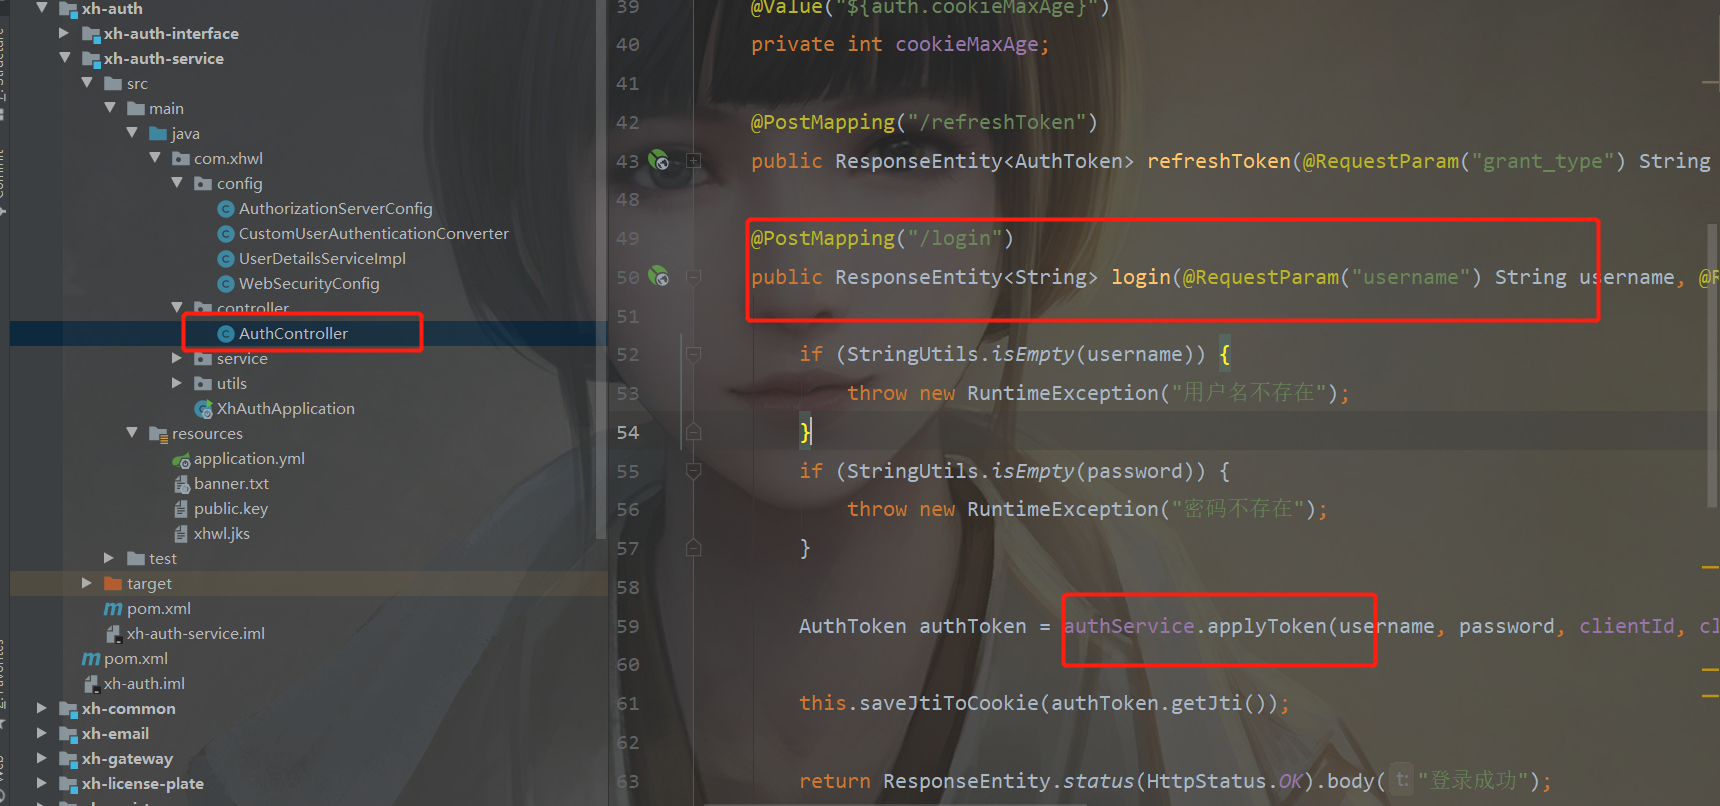 xh-auth
xh-auth-interface
xh-auth-service
src
main
java
com.xhwl
config
AuthorizationServerConfig
CustomUserAuthenticationConverter
UserDetailsServiceImpl
WebSecurityConfig
controller
AuthController
service
utils
XhAuthApplication
resources
application.yml
banner.txt
public.key
xhwl.jks
test
target
pom.xml
xh-auth-service.iml
pom.xml
xh-auth.iml
xh-common
xh-email
xh-gateway
xh-license-plate
39 @Value("${auth.cookieMaxAge}")
40 private int cookieMaxAge;
41
42 @PostMapping("/refreshToken")
43 public ResponseEntity<AuthToken> refreshToken(@RequestParam("grant_type") String
48
49 @PostMapping("/login")
50 public ResponseEntity<String> login(@RequestParam("username") String username, @R
51
52 if (StringUtils.isEmpty(username)) {
53 throw new RuntimeException("用户名不存在");
54 }
55 if (StringUtils.isEmpty(password)) {
56 throw new RuntimeException("密码不存在");
57 }
58
59 AuthToken authToken = authService.applyToken(username, password, clientId, cl
60
61 this.saveJtiToCookie(authToken.getJti());
62
63 return ResponseEntity.status(HttpStatus.OK).body( t: "登录成功");